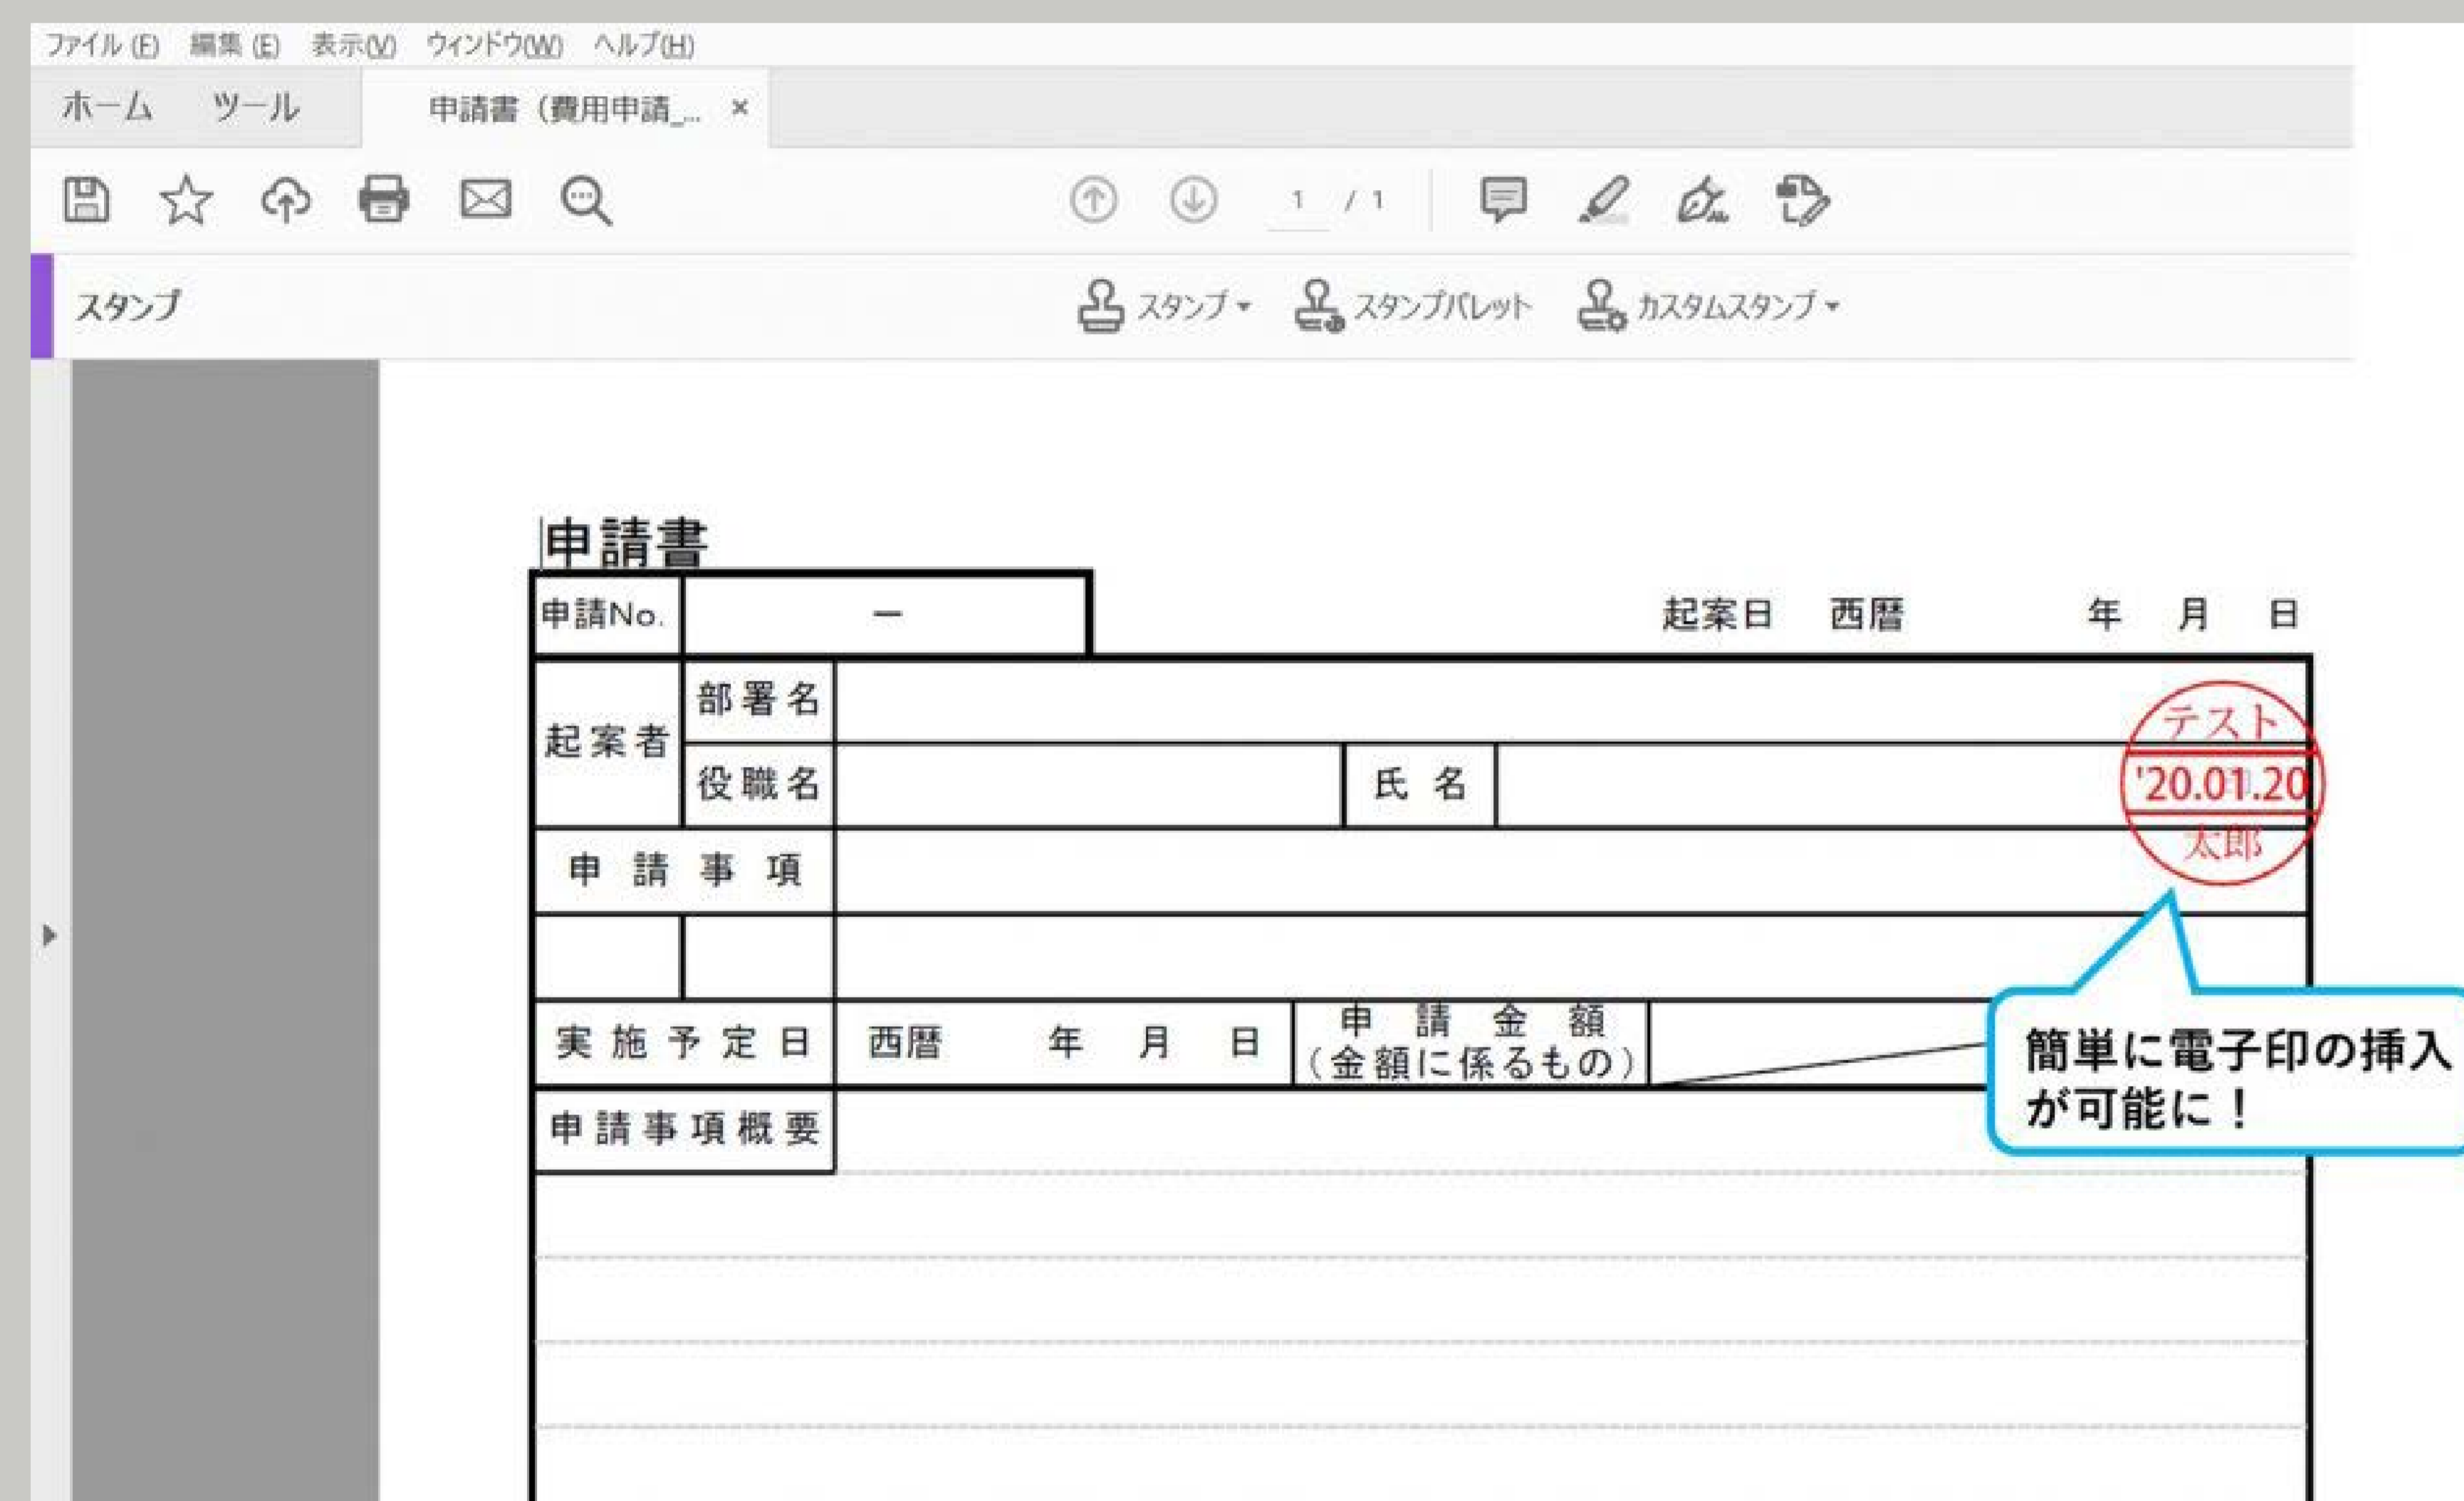 ファイル (F) 編集 (E) 表示(V) ウィンドウ(W) ヘルプ(H)
ホーム ツール 申請書（費用申請_... ×
1 / 1
スタンプ スタンプ スタンプパレット カスタムスタンプ
申請書
申請No. ー 起案日 西暦 年 月 日
起案者 部署名
役職名 氏名
テスト
'20.01.20
太郎
申請事項
実施予定日 西暦 年 月 日 申請金額
（金額に係るもの）
簡単に電子印の挿入
が可能に！
申請事項概要